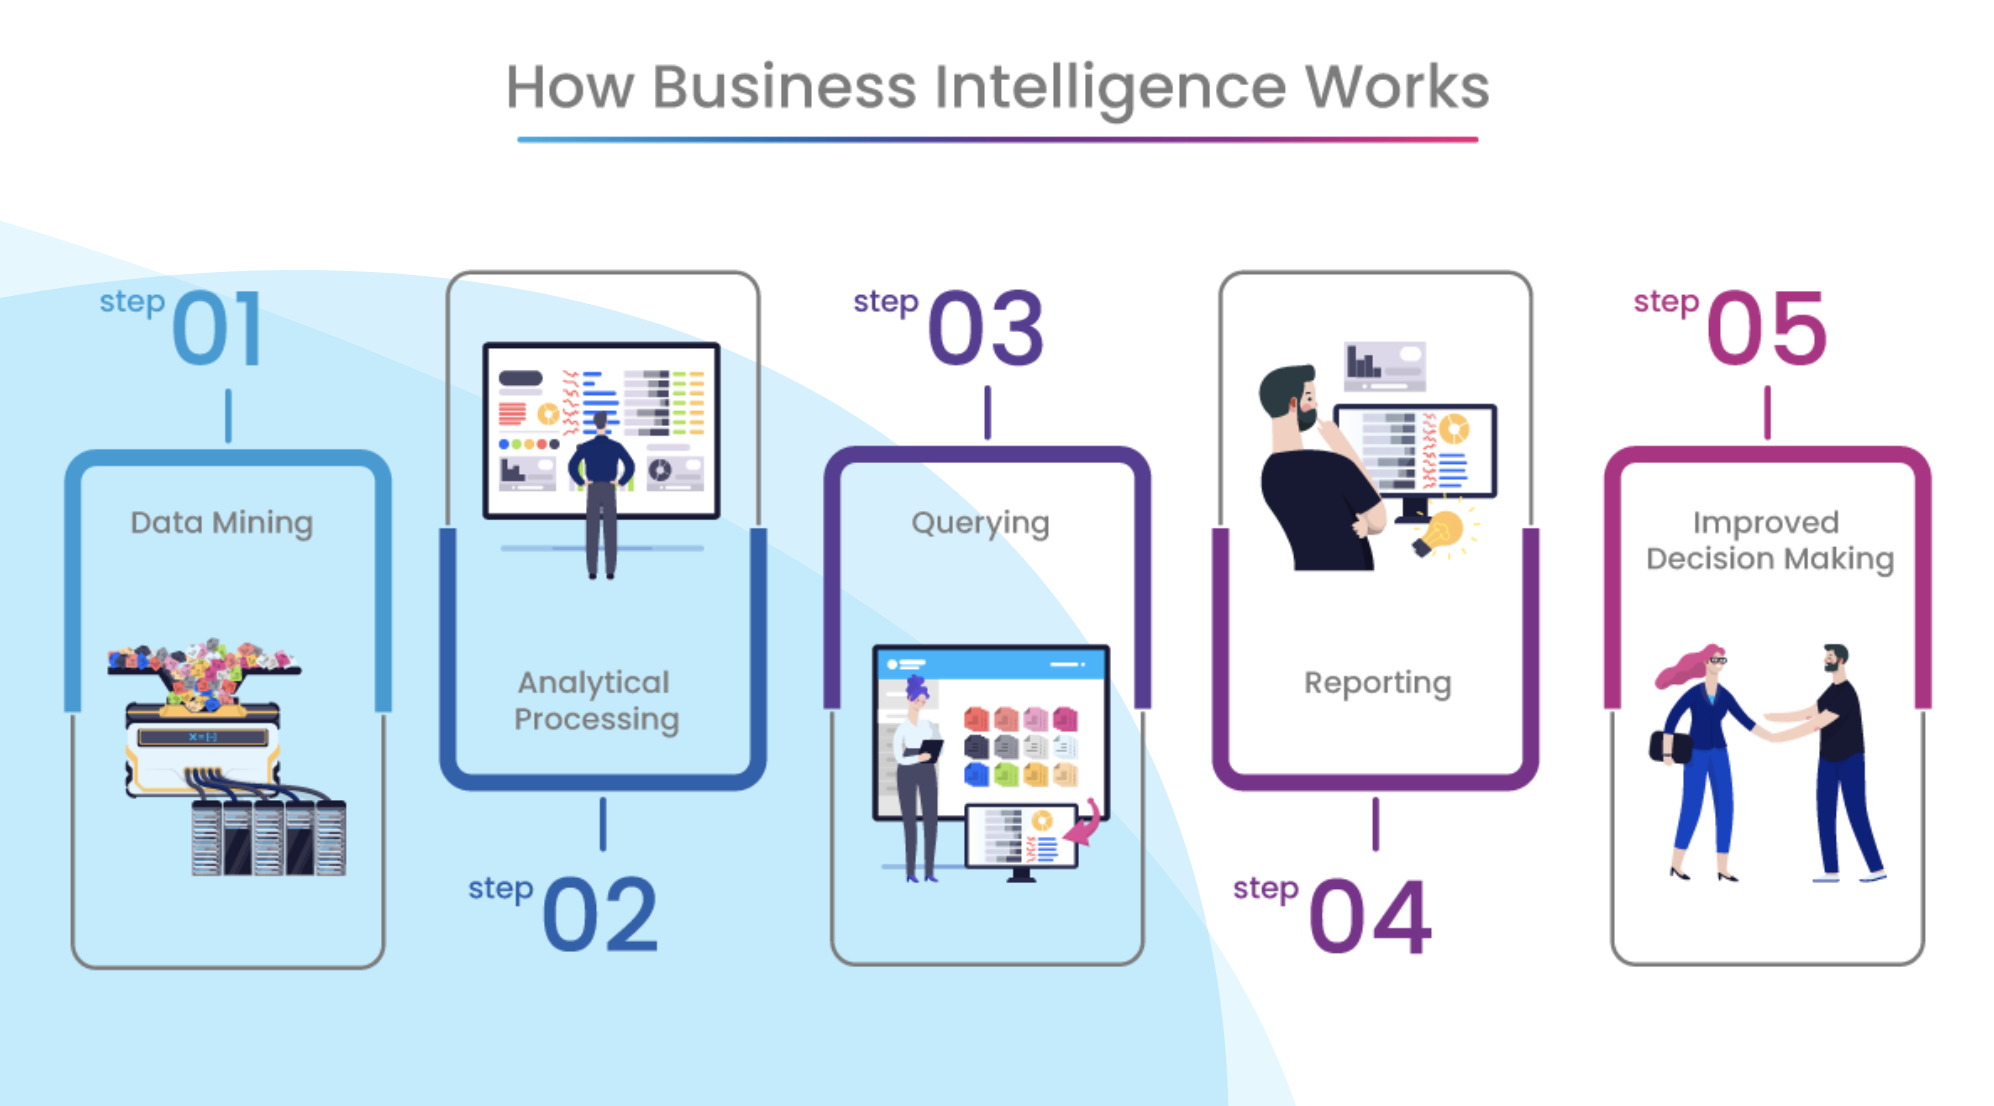 How Business Intelligence Works
step 01
Data Mining
Analytical
Processing
step 02
step 03
Querying
Reporting
step 04
step 05
Improved
Decision Making